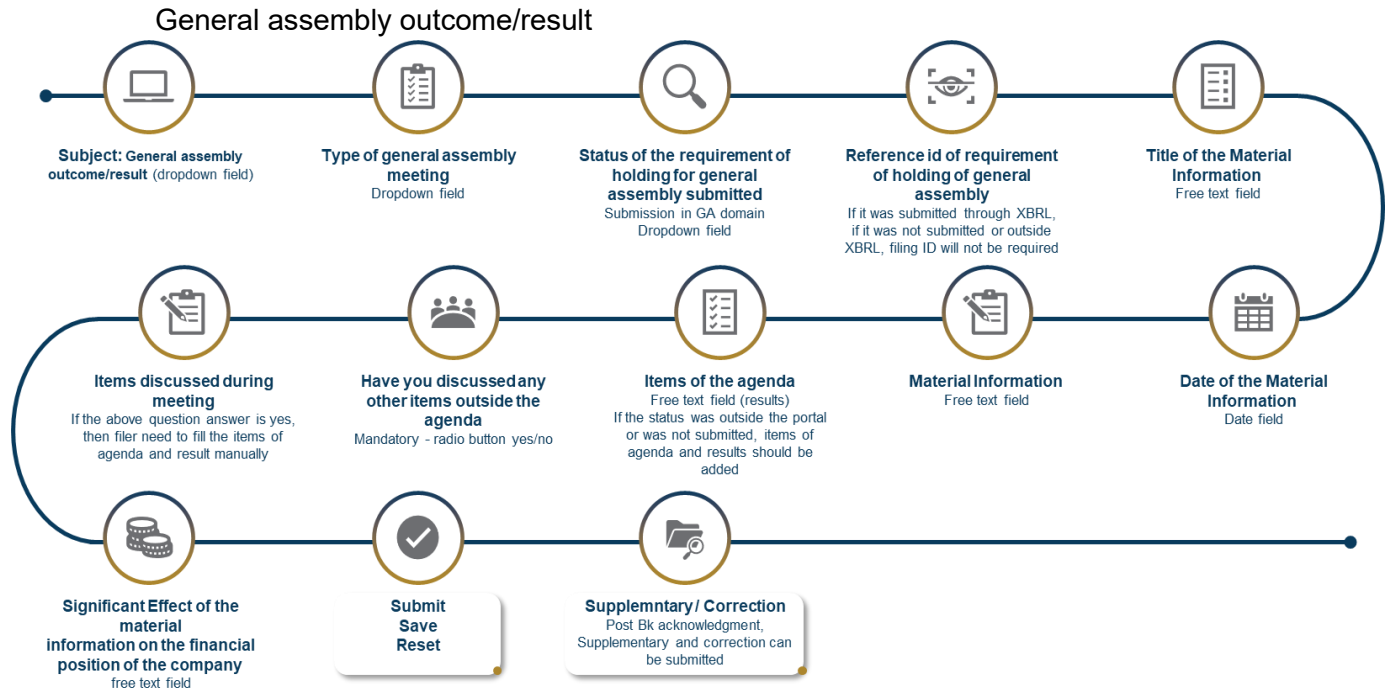 General assembly outcome/result
Subject: General assembly
outcome/result (dropdown field)
Type of general assembly
meeting
Dropdown field
Status of the requirement of
holding for general
assembly submitted
Submission in GA domain
Dropdown field
Reference id of requirement
of holding of general
assembly
If it was submitted through XBRL,
if it was not submitted or outside
XBRL, filing ID will not be required
Title of the Material
Information
Free text field
Date of the Material
Information
Date field
Material Information
Free text field
Items of the agenda
Free text field (results)
If the status was outside the portal
or was not submitted, items of
agenda and results should be
added
Have you discussed any
other items outside the
agenda
Mandatory - radio button yes/no
Items discussed during
meeting
If the above question answer is yes,
then filer need to fill the items of
agenda and result manually
Significant Effect of the
material
information on the financial
position of the company
free text field
Submit
Save
Reset
Supplemntary / Correction
Post Bk acknowledgment,
Supplementary and correction can
be submitted